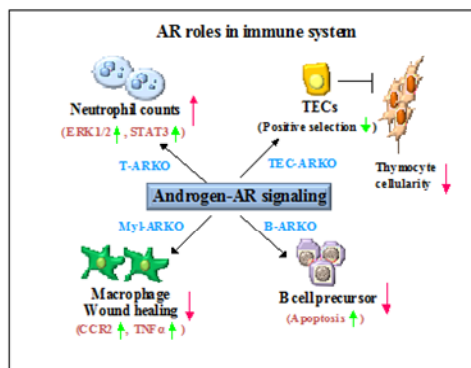 AR roles in immune system
Neutrophil counts
(ERK1/2 , STAT3 )
TECs
(Positive selection )
Thymocyte
cellularity
T-ARKO
TEC-ARKO
Androgen-AR signaling
Myl-ARKO
B-ARKO
Macrophage
Wound healing
(CCR2 , TNFα )
B cell precursor
(Apoptosis )